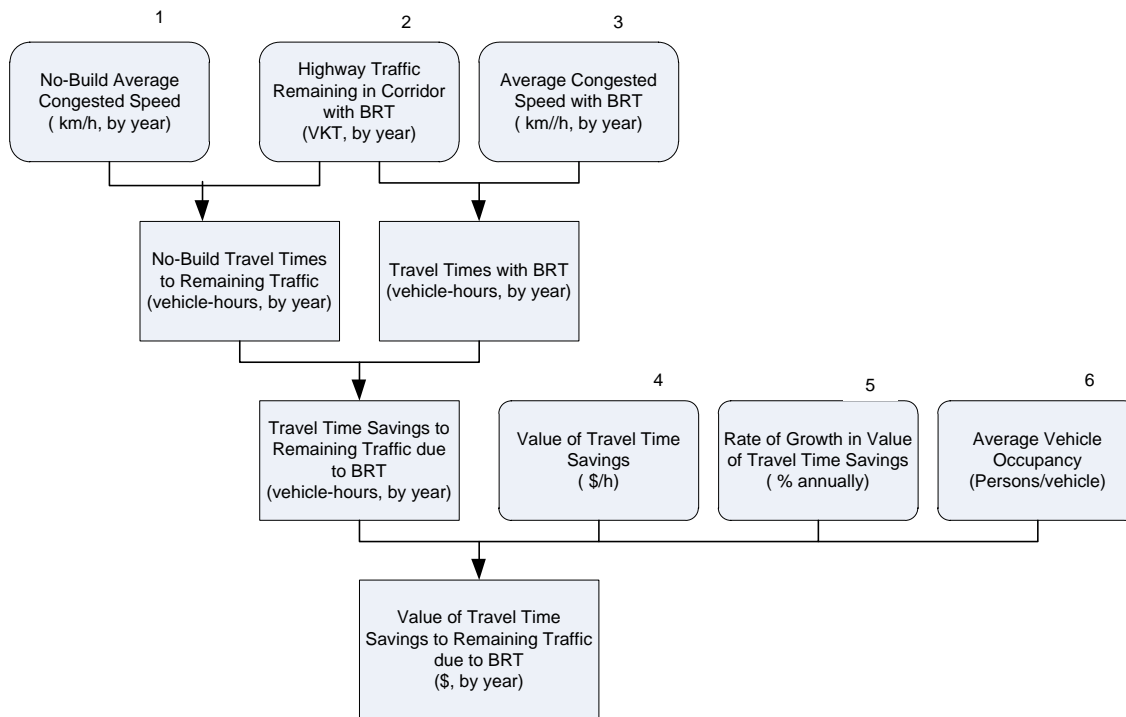 1
2
3
No-Build Average
Congested Speed
( km/h, by year)
Highway Traffic
Remaining in Corridor
with BRT
(VKT, by year)
Average Congested
Speed with BRT
( km//h, by year)
No-Build Travel Times
to Remaining Traffic
(vehicle-hours, by year)
Travel Times with BRT
(vehicle-hours, by year)
4
5
6
Travel Time Savings to
Remaining Traffic due
to BRT
(vehicle-hours, by year)
Value of Travel Time
Savings
( $/h)
Rate of Growth in Value
of Travel Time Savings
( % annually)
Average Vehicle
Occupancy
(Persons/vehicle)
Value of Travel Time
Savings to Remaining Traffic
due to BRT
($, by year)